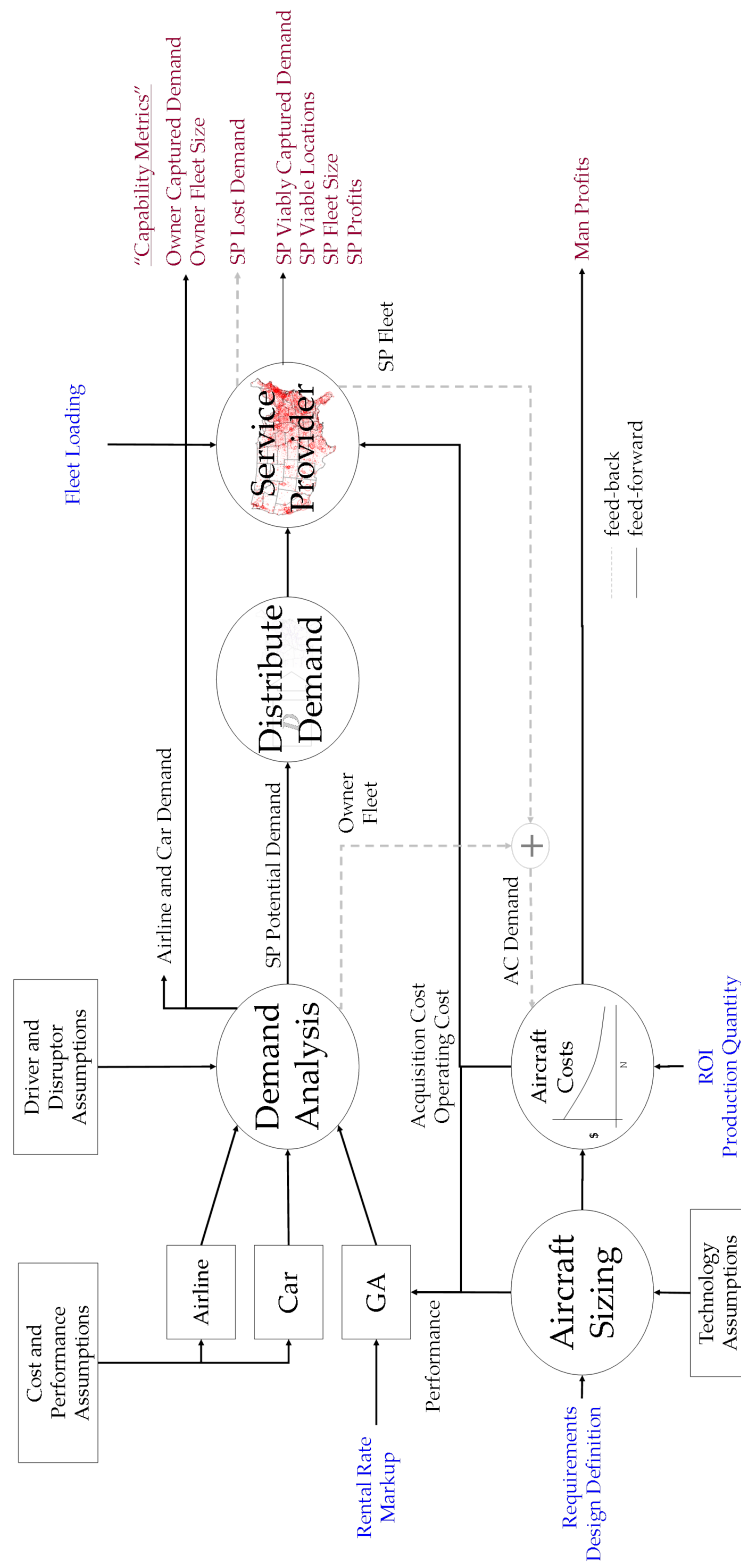 Cost and
Performance
Assumptions
Driver and
Disruptor
Assumptions
Fleet Loading
Airline and Car Demand
"Capability Metrics"
Owner Captured Demand
Owner Fleet Size
SP Lost Demand
SP Viably Captured Demand
SP Viable Locations
SP Fleet Size
SP Profits
Airline
Car
GA
Demand
Analysis
SP Potential Demand
Distribute
Demand
Service
Provider
Rental Rate
Markup
Performance
Owner
Fleet
SP Fleet
Acquisition Cost
Operating Cost
AC Demand
+
Requirements
Design Definition
Aircraft
Sizing
Aircraft
Costs
$
N
Man Profits
Technology
Assumptions
ROI
Production Quantity
feed-back
feed-forward